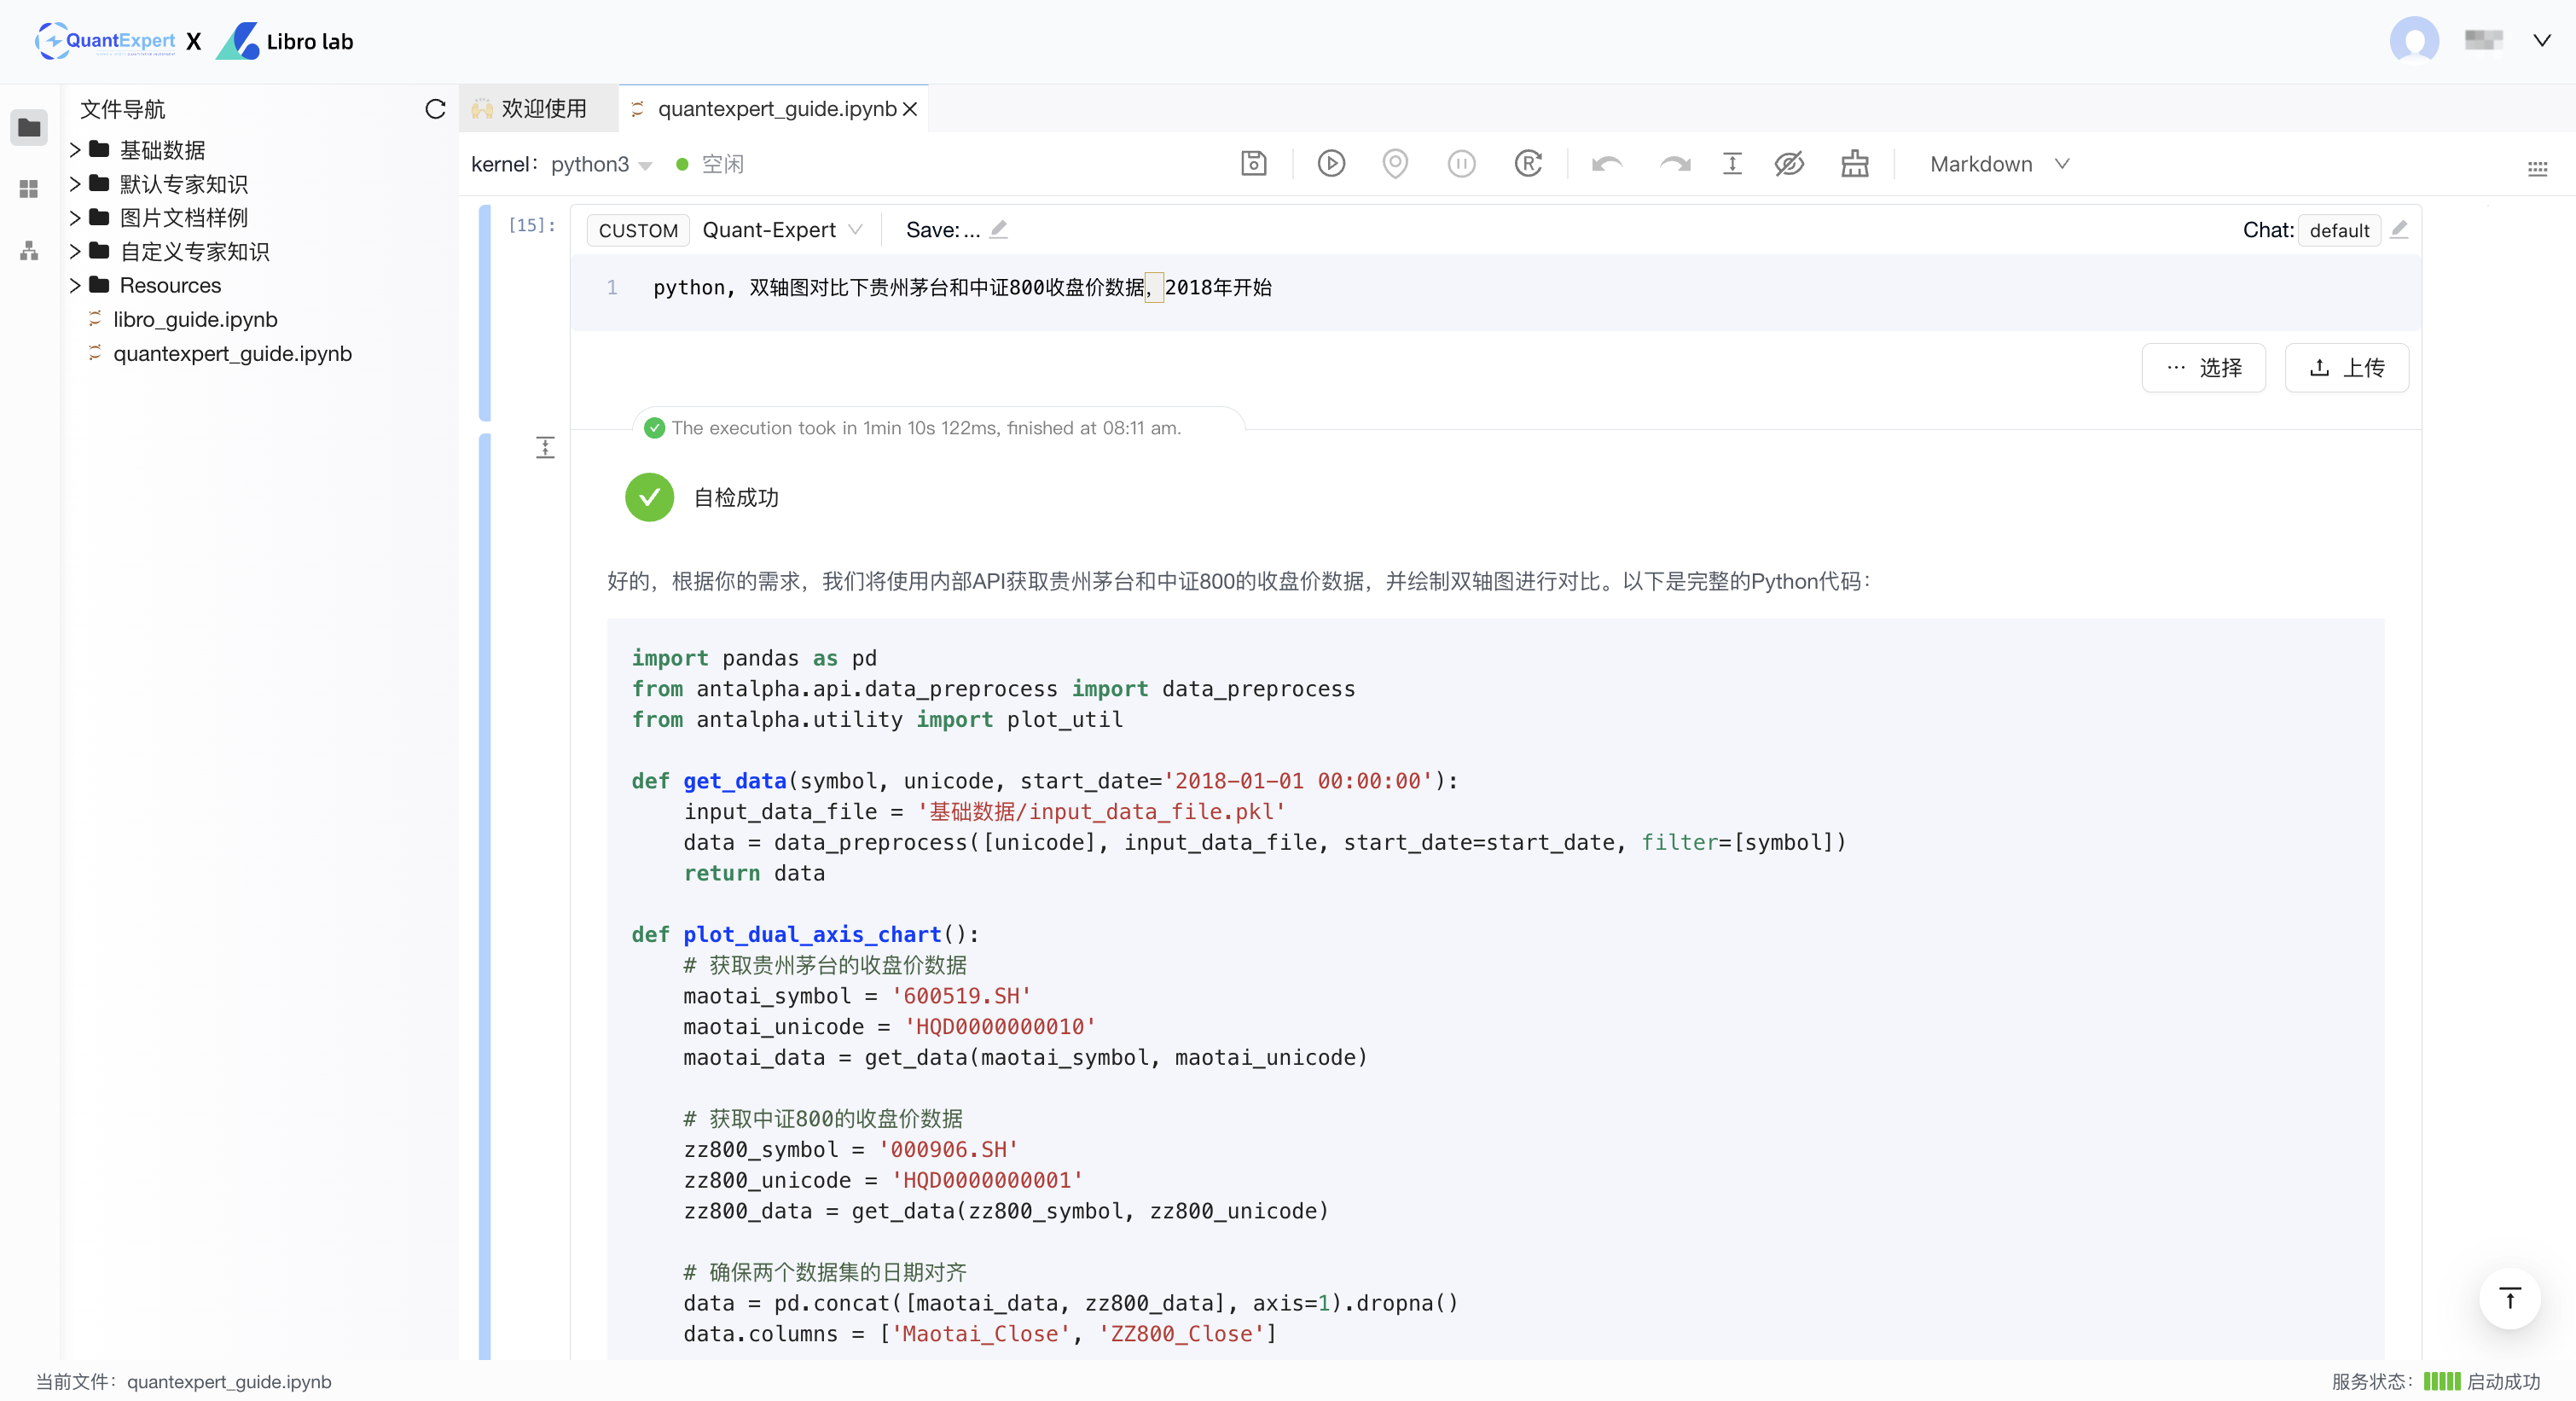 QuantExpert X Libro lab
文件导航
基础数据
默认专家知识
图片文档样例
自定义专家知识
Resources
libro_guide.ipynb
quantexpert_guide.ipynb
欢迎使用
quantexpert_guide.ipynb
kernel: python3 空闲
Markdown
[15]:
CUSTOM Quant-Expert Save: ...
Chat: default
1 python, 双轴图对比下贵州茅台和中证800收盘价数据，2018年开始
··· 选择
上传
The execution took in 1min 10s 122ms, finished at 08:11 am.
自检成功
好的，根据你的需求，我们将使用内部API获取贵州茅台和中证800的收盘价数据，并绘制双轴图进行对比。以下是完整的Python代码：
import pandas as pd
from antalpha.api.data_preprocess import data_preprocess
from antalpha.utility import plot_util
def get_data(symbol, unicode, start_date='2018-01-01 00:00:00'):
input_data_file = '基础数据/input_data_file.pkl'
data = data_preprocess([unicode], input_data_file, start_date=start_date, filter=[symbol])
return data
def plot_dual_axis_chart():
# 获取贵州茅台的收盘价数据
maotai_symbol = '600519.SH'
maotai_unicode = 'HQD0000000010'
maotai_data = get_data(maotai_symbol, maotai_unicode)
# 获取中证800的收盘价数据
zz800_symbol = '000906.SH'
zz800_unicode = 'HQD0000000001'
zz800_data = get_data(zz800_symbol, zz800_unicode)
# 确保两个数据集的日期对齐
data = pd.concat([maotai_data, zz800_data], axis=1).dropna()
data.columns = ['Maotai_Close', 'ZZ800_Close']
当前文件：quantexpert_guide.ipynb
服务状态：启动成功